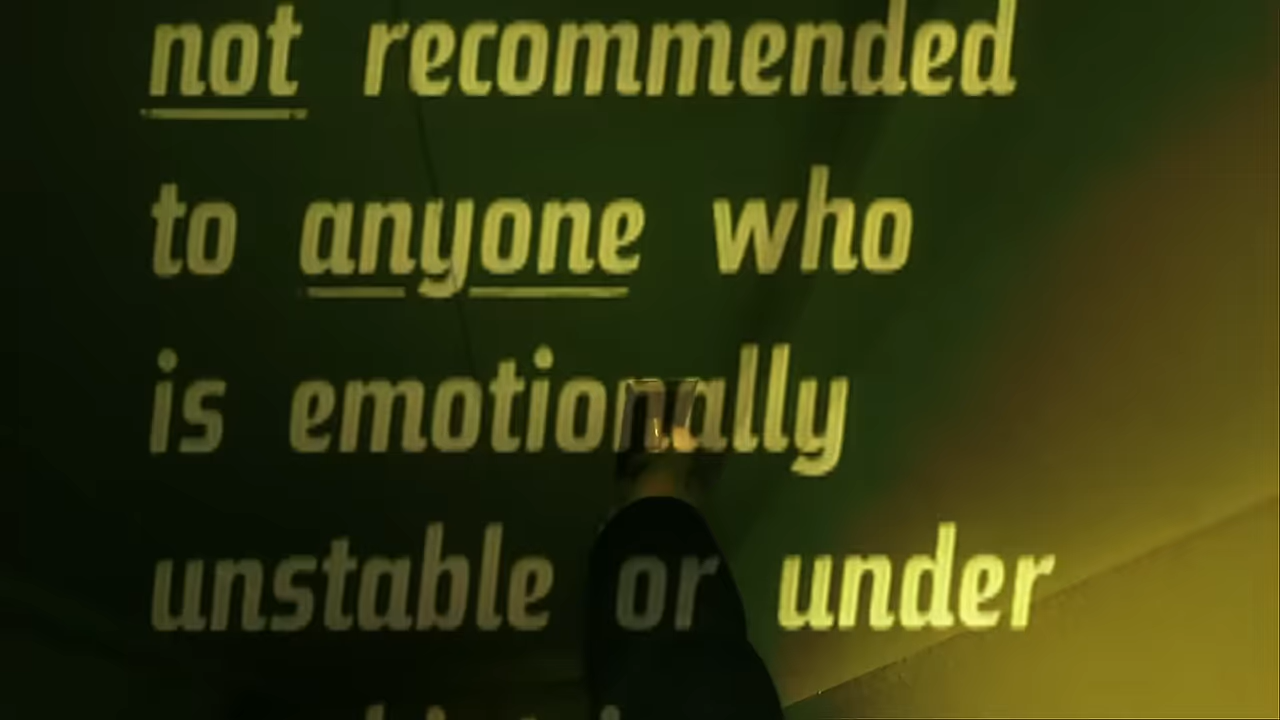 not recommended
to anyone who
is emotionally
unstable or under